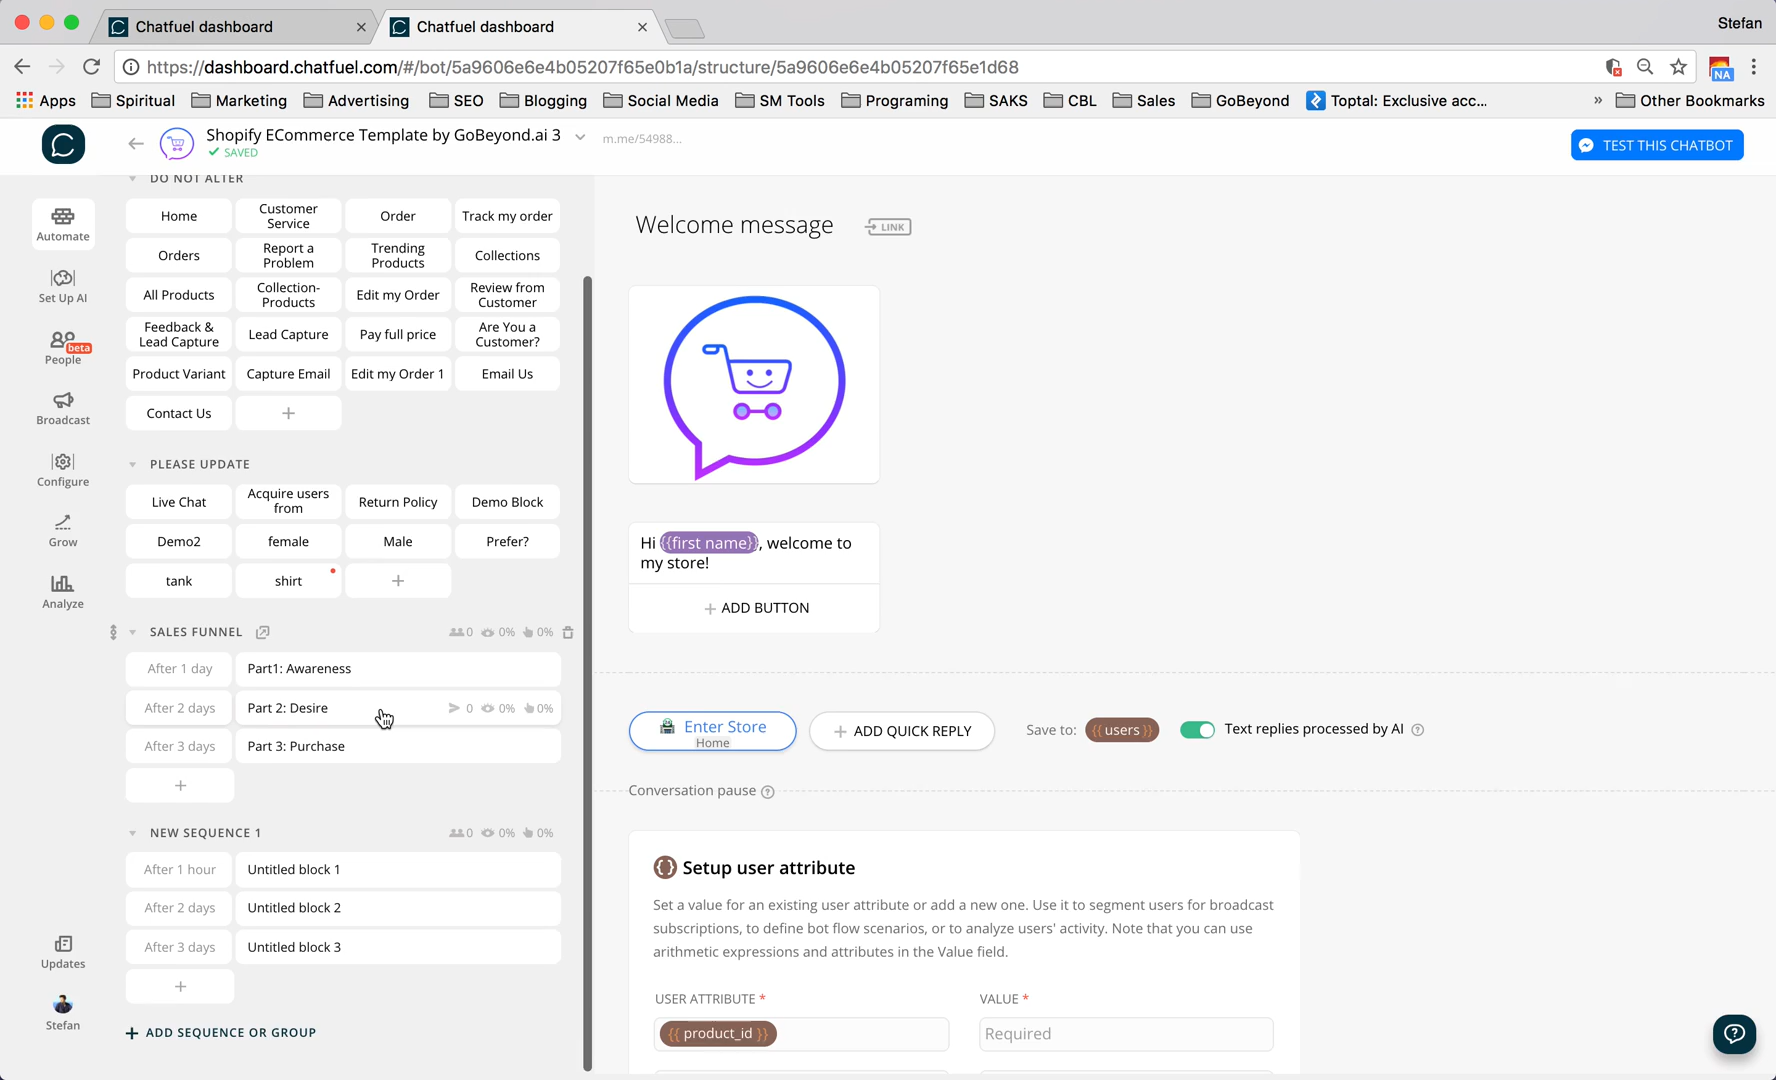 Chatfuel dashboard
Chatfuel dashboard
Stefan
https://dashboard.chatfuel.com/#/bot/5a9606e6e4b05207f65e0b1a/structure/5a9606e6e4b05207f65e1d68
NA
Apps Spiritual Marketing Advertising SEO Blogging Social Media SM Tools Programing SAKS CBL Sales GoBeyond Toptal: Exclusive acc... » Other Bookmarks
Shopify ECommerce Template by GoBeyond.ai 3
m.me/54988...
SAVED
TEST THIS CHATBOT
Automate
Set Up AI
beta
People
Broadcast
Configure
Grow
Analyze
Updates
Stefan
DO NOT ALTER
Home
Customer
Service
Order
Track my order
Orders
Report a
Problem
Trending
Products
Collections
All Products
Collection-
Products
Edit my Order
Review from
Customer
Feedback &
Lead Capture
Lead Capture
Pay full price
Are You a
Customer?
Product Variant
Capture Email
Edit my Order 1
Email Us
Contact Us
+
PLEASE UPDATE
Live Chat
Acquire users
from
Return Policy
Demo Block
Demo2
female
Male
Prefer?
tank
shirt
+
SALES FUNNEL 0 0% 0%
After 1 day Part1: Awareness
After 2 days Part 2: Desire 0 0% 0%
After 3 days Part 3: Purchase
+
NEW SEQUENCE 1 0 0% 0%
After 1 hour Untitled block 1
After 2 days Untitled block 2
After 3 days Untitled block 3
+
+ ADD SEQUENCE OR GROUP
Welcome message
LINK
Hi {{first name}}, welcome to
my store!
+ ADD BUTTON
Enter Store
Home
+ ADD QUICK REPLY
Save to: {{users}}
Text replies processed by AI ?
Conversation pause ?
{} Setup user attribute
Set a value for an existing user attribute or add a new one. Use it to segment users for broadcast
subscriptions, to define bot flow scenarios, or to analyze users' activity. Note that you can use
arithmetic expressions and attributes in the Value field.
USER ATTRIBUTE *
VALUE *
{{ product_id }}
Required